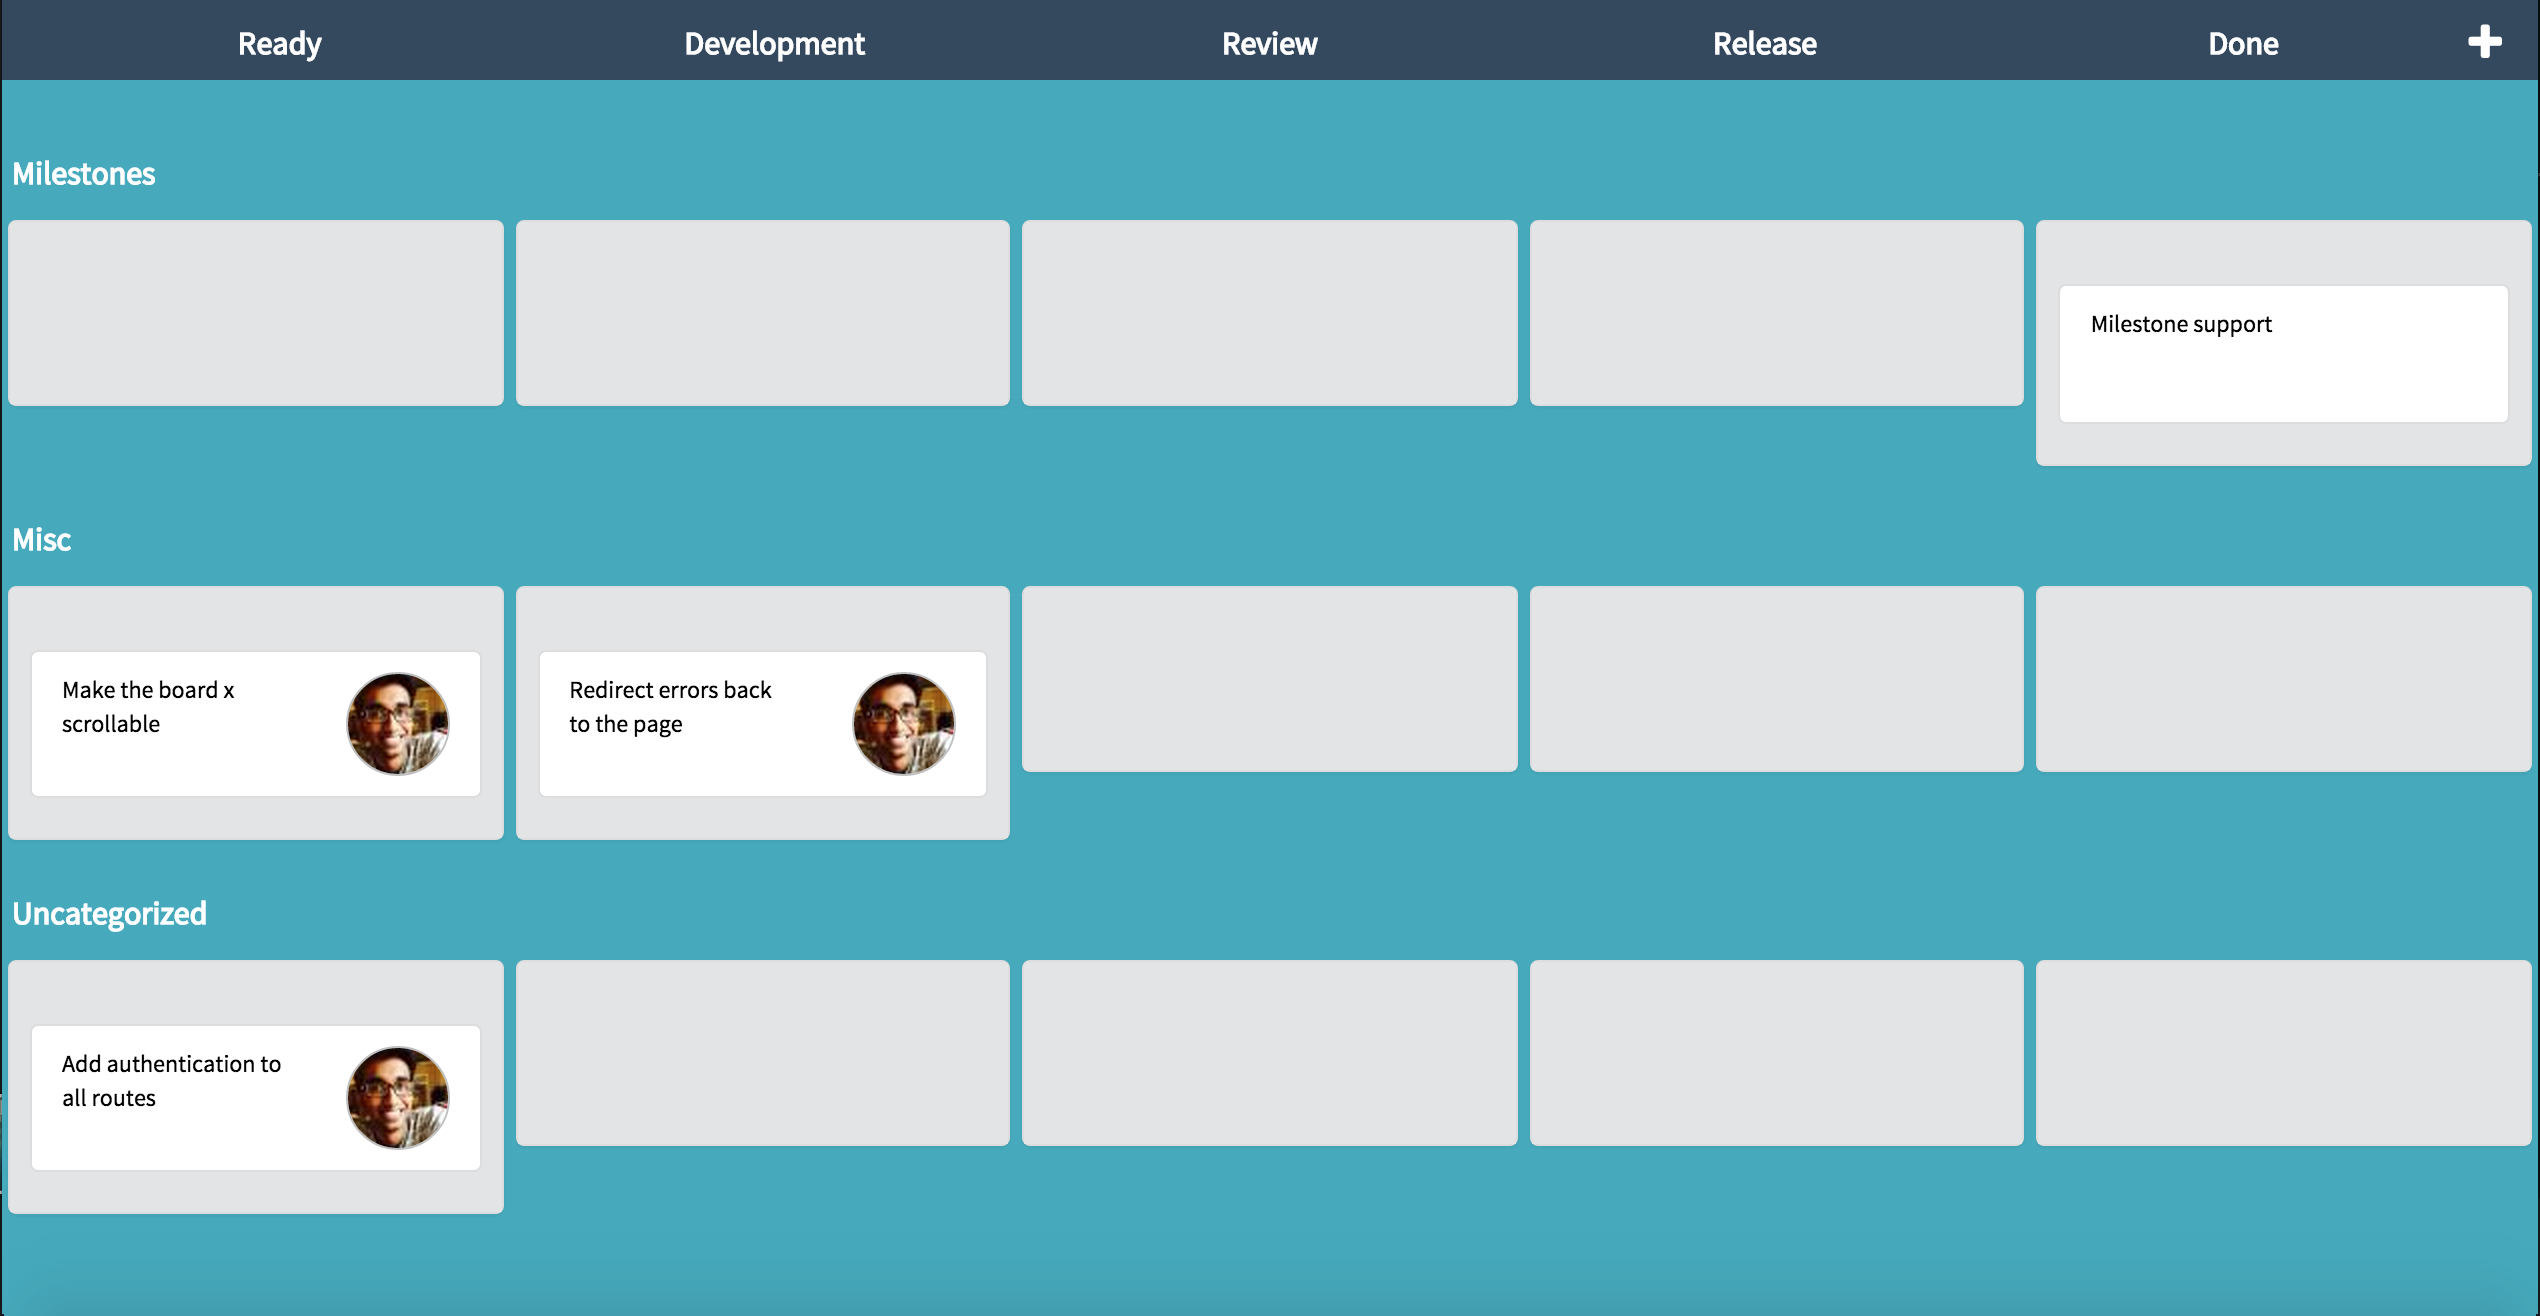 Ready
Development
Review
Release
Done
Milestones
Milestone support
Misc
Make the board x
scrollable
Redirect errors back
to the page
Uncategorized
Add authentication to
all routes